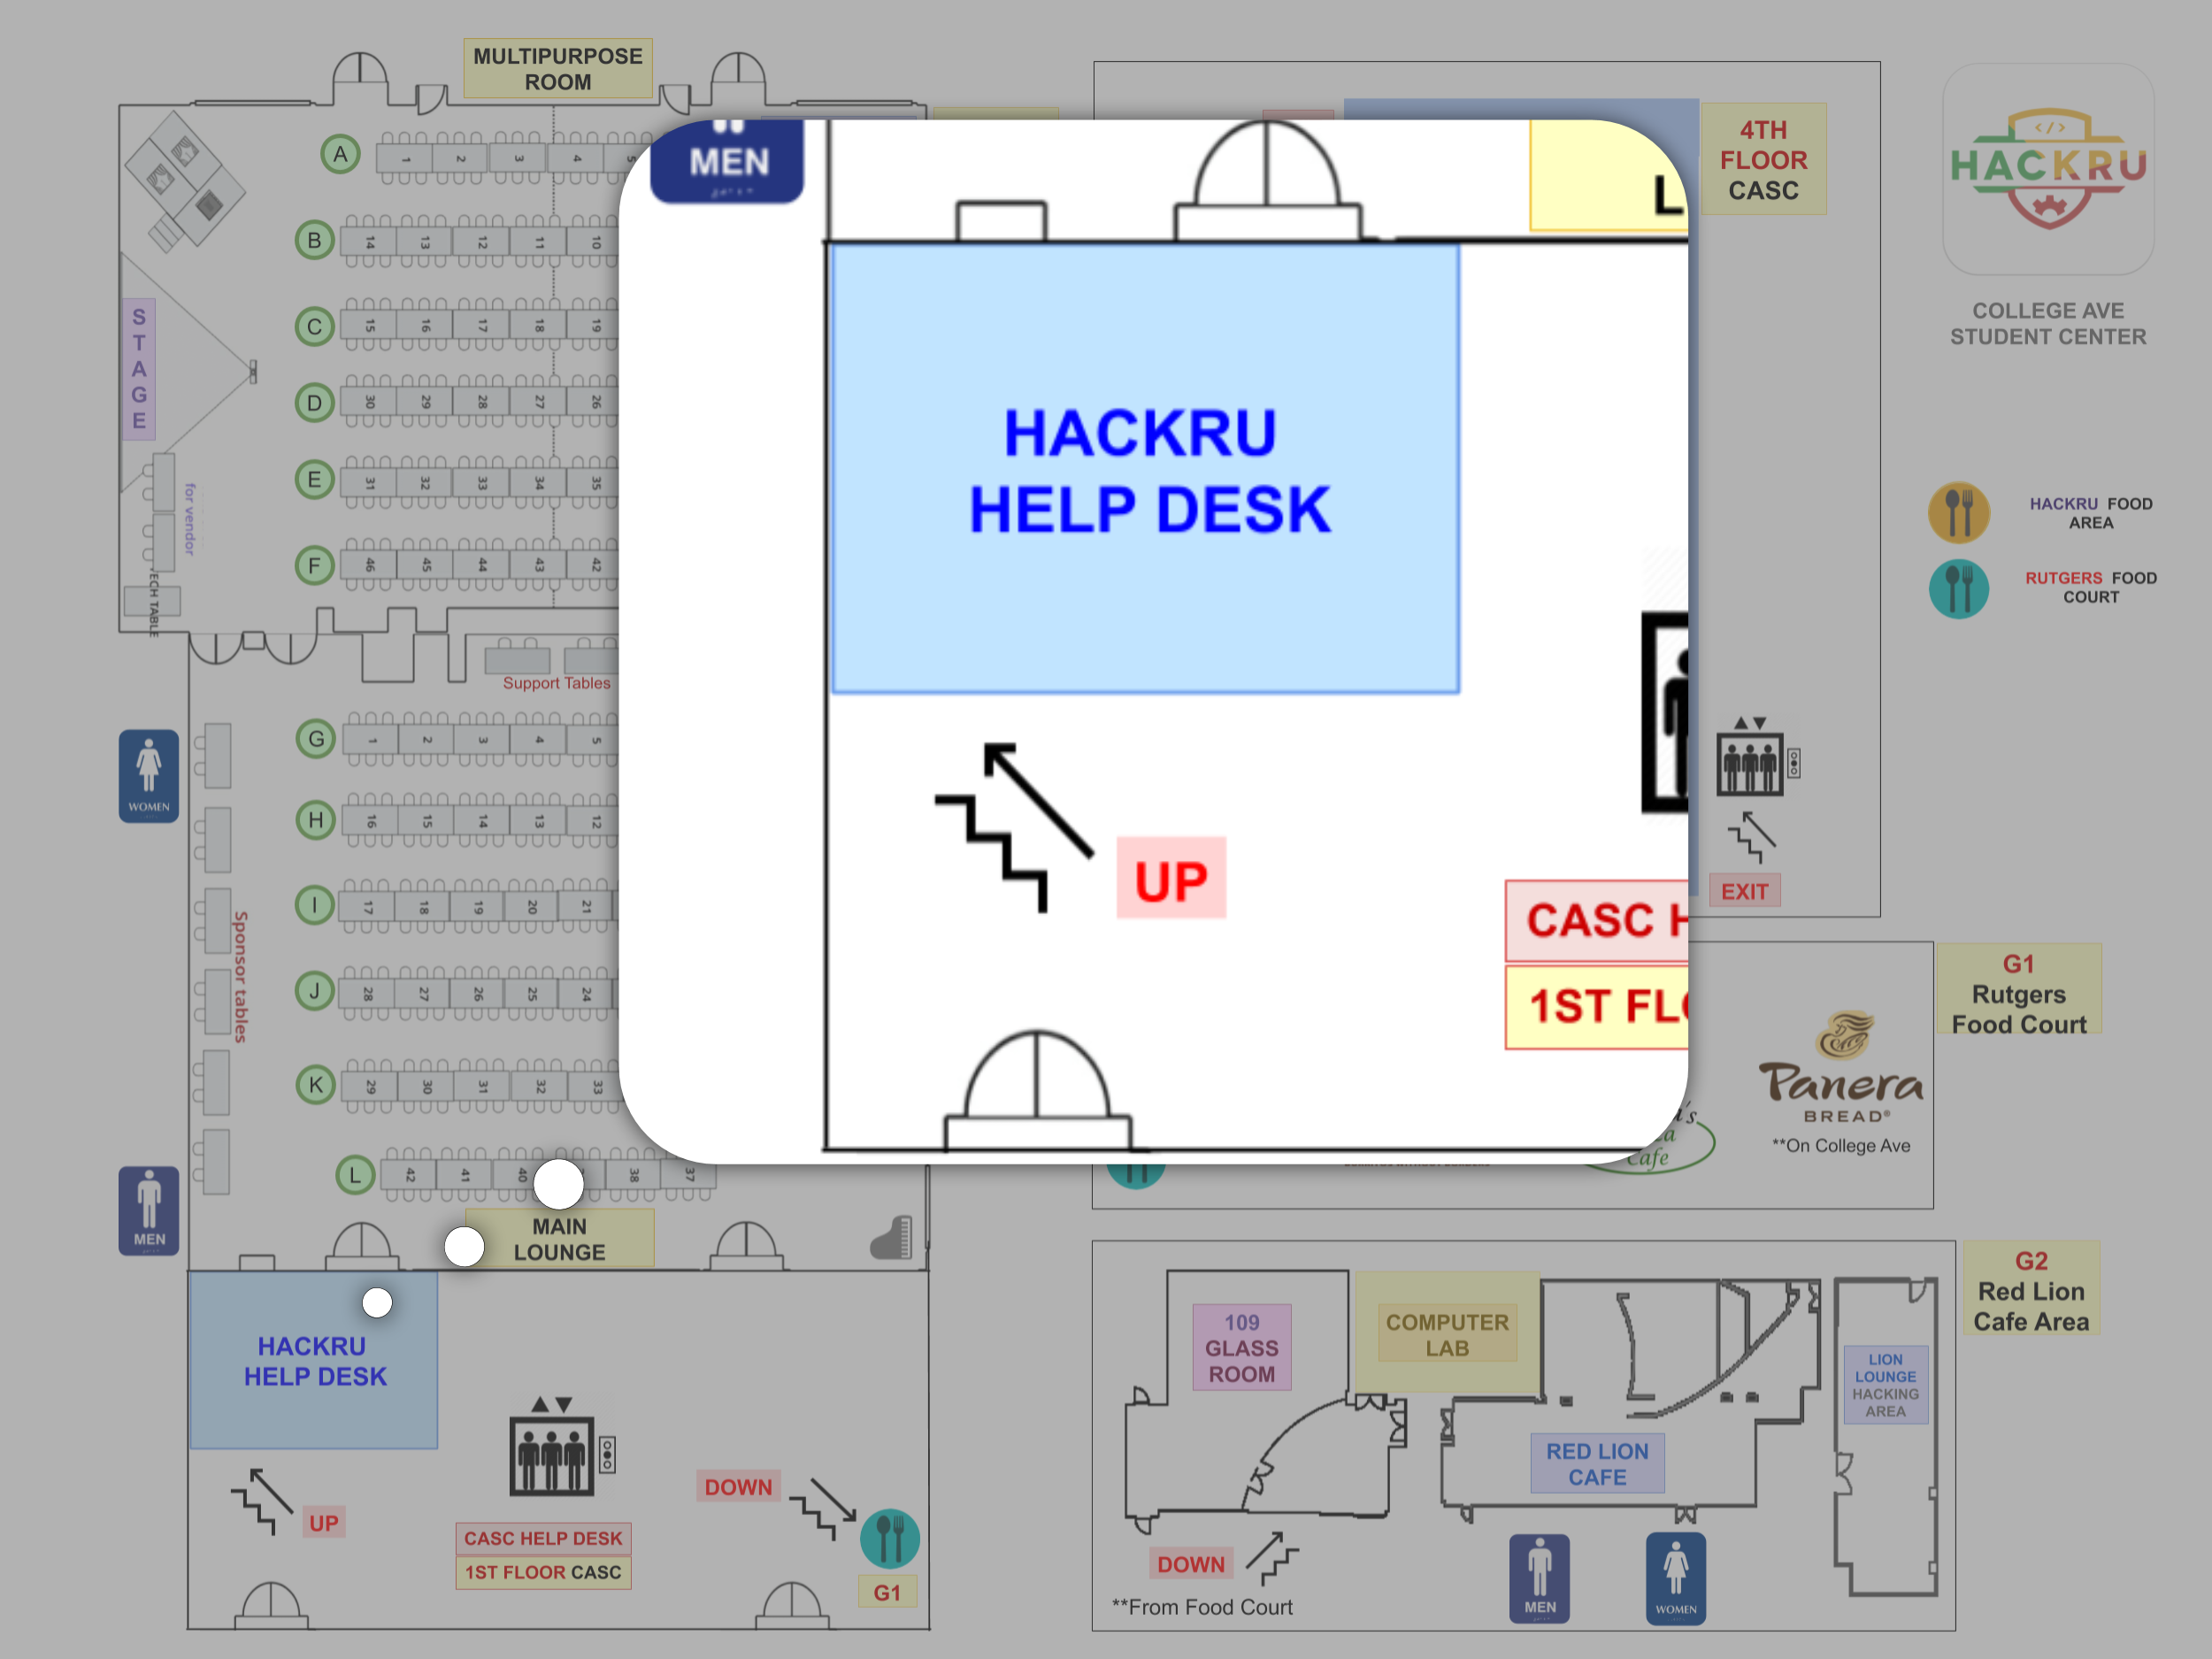 MULTIPURPOSE
ROOM
A
1
2
3
4
5
B
14
13
12
11
10
C
15
16
17
18
19
D
30
29
28
27
26
E
31
32
33
34
35
F
46
45
44
43
42
STAGE
for vendor
TECH TABLE
Support Tables
G
1
2
3
4
5
H
16
15
14
13
12
I
17
18
19
20
21
J
28
27
26
25
24
K
29
30
31
32
33
L
42
41
40
38
37
Sponsor tables
WOMEN
MEN
MAIN
LOUNGE
HACKRU
HELP DESK
UP
CASC HELP DESK
1ST FLOOR CASC
DOWN
G1
MEN
L
HACKRU
HELP DESK
UP
CASC H
1ST FLO
4TH
FLOOR
CASC
EXIT
</>
HACKRU
COLLEGE AVE
STUDENT CENTER
HACKRU FOOD
AREA
RUTGERS FOOD
COURT
G1
Rutgers
Food Court
Panera
BREAD®
**On College Ave
Cafe
G2
Red Lion
Cafe Area
109
GLASS
ROOM
COMPUTER
LAB
RED LION
CAFE
LION
LOUNGE
HACKING
AREA
DOWN
**From Food Court
MEN
WOMEN